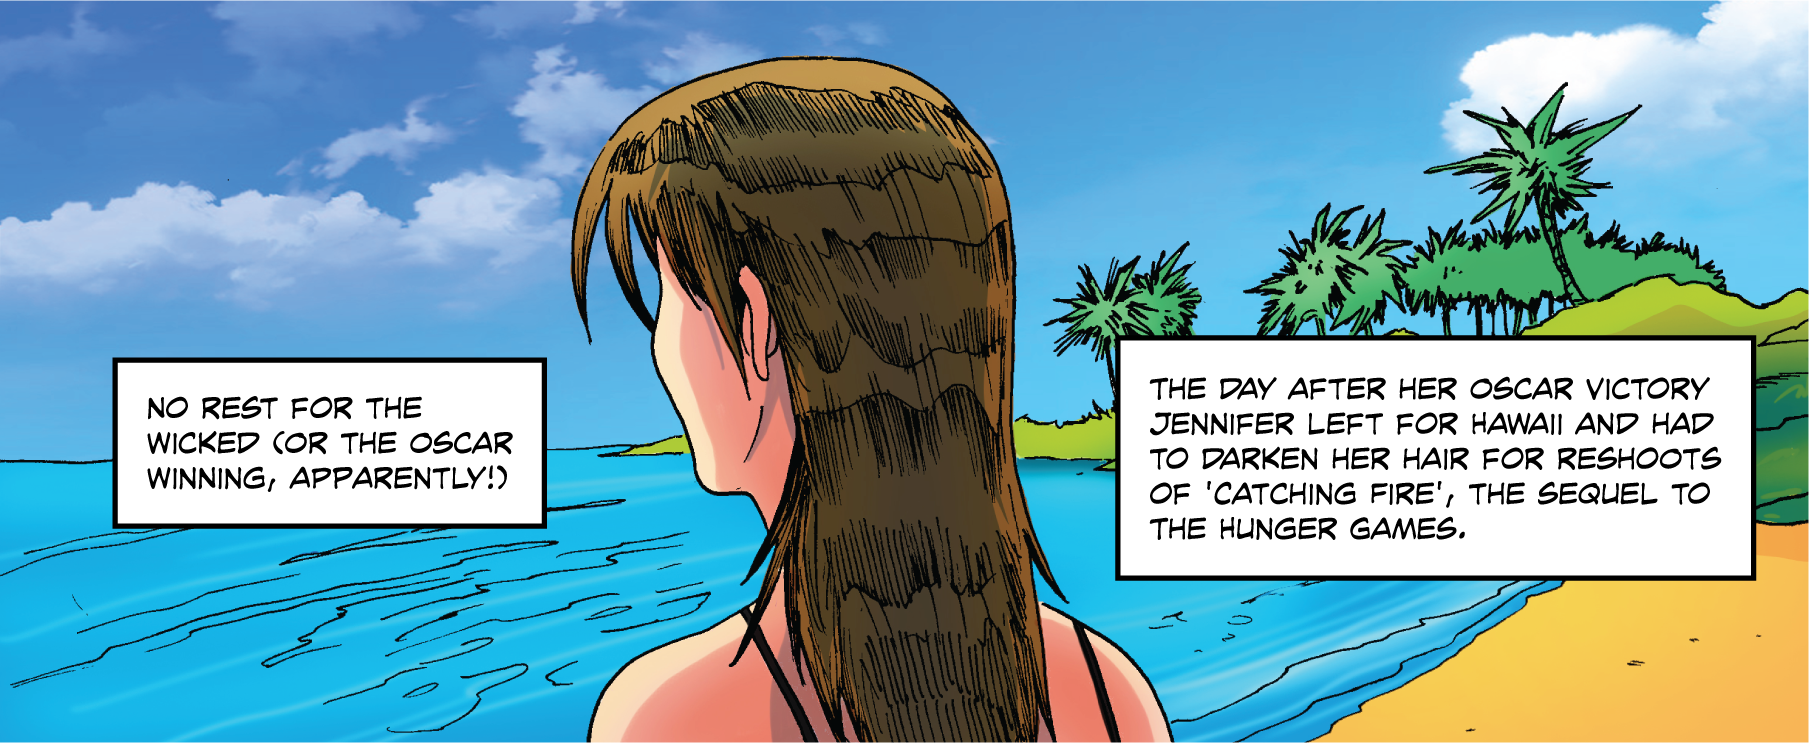 NO REST FOR THE
WICKED (OR THE OSCAR
WINNING, APPARENTLY!)
THE DAY AFTER HER OSCAR VICTORY
JENNIFER LEFT FOR HAWAII AND HAD
TO DARKEN HER HAIR FOR RESHOOTS
OF 'CATCHING FIRE', THE SEQUEL TO
THE HUNGER GAMES.